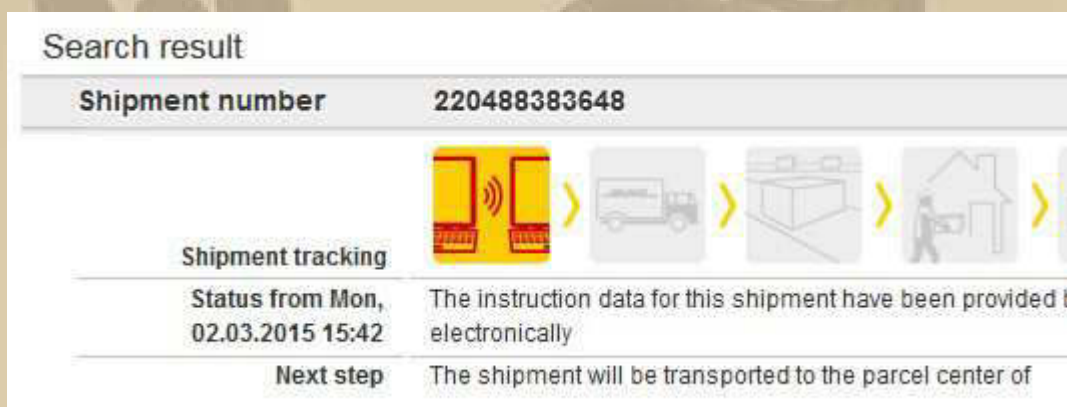 Search result
Shipment number 220488383648
Shipment tracking
Status from Mon, The instruction data for this shipment have been provided
02.03.2015 15:42 electronically
Next step The shipment will be transported to the parcel center of